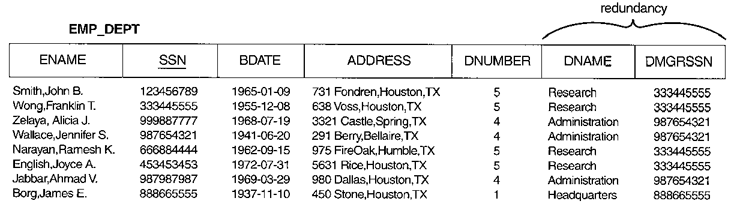 redundancy
EMP_DEPT
ENAME SSN BDATE ADDRESS DNUMBER DNAME DMGRSSN
Smith,John B. 123456789 1965-01-09 731 Fondren,Houston,TX 5 Research 333445555
Wong,Franklin T. 333445555 1955-12-08 638 Voss,Houston,TX 5 Research 333445555
Zelaya, Alicia J. 999887777 1968-07-19 3321 Castle,Spring,TX 4 Administration 987654321
Wallace,Jennifer S. 987654321 1941-06-20 291 Berry,Bellaire,TX 4 Administration 987654321
Narayan,Ramesh K. 666884444 1962-09-15 975 FireOak,Humble,TX 5 Research 333445555
English,Joyce A. 453453453 1972-07-31 5631 Rice,Houston,TX 5 Research 333445555
Jabbar,Ahmad V. 987987987 1969-03-29 980 Dallas,Houston,TX 4 Administration 987654321
Borg,James E. 888665555 1937-11-10 450 Stone,Houston,TX 1 Headquarters 888665555